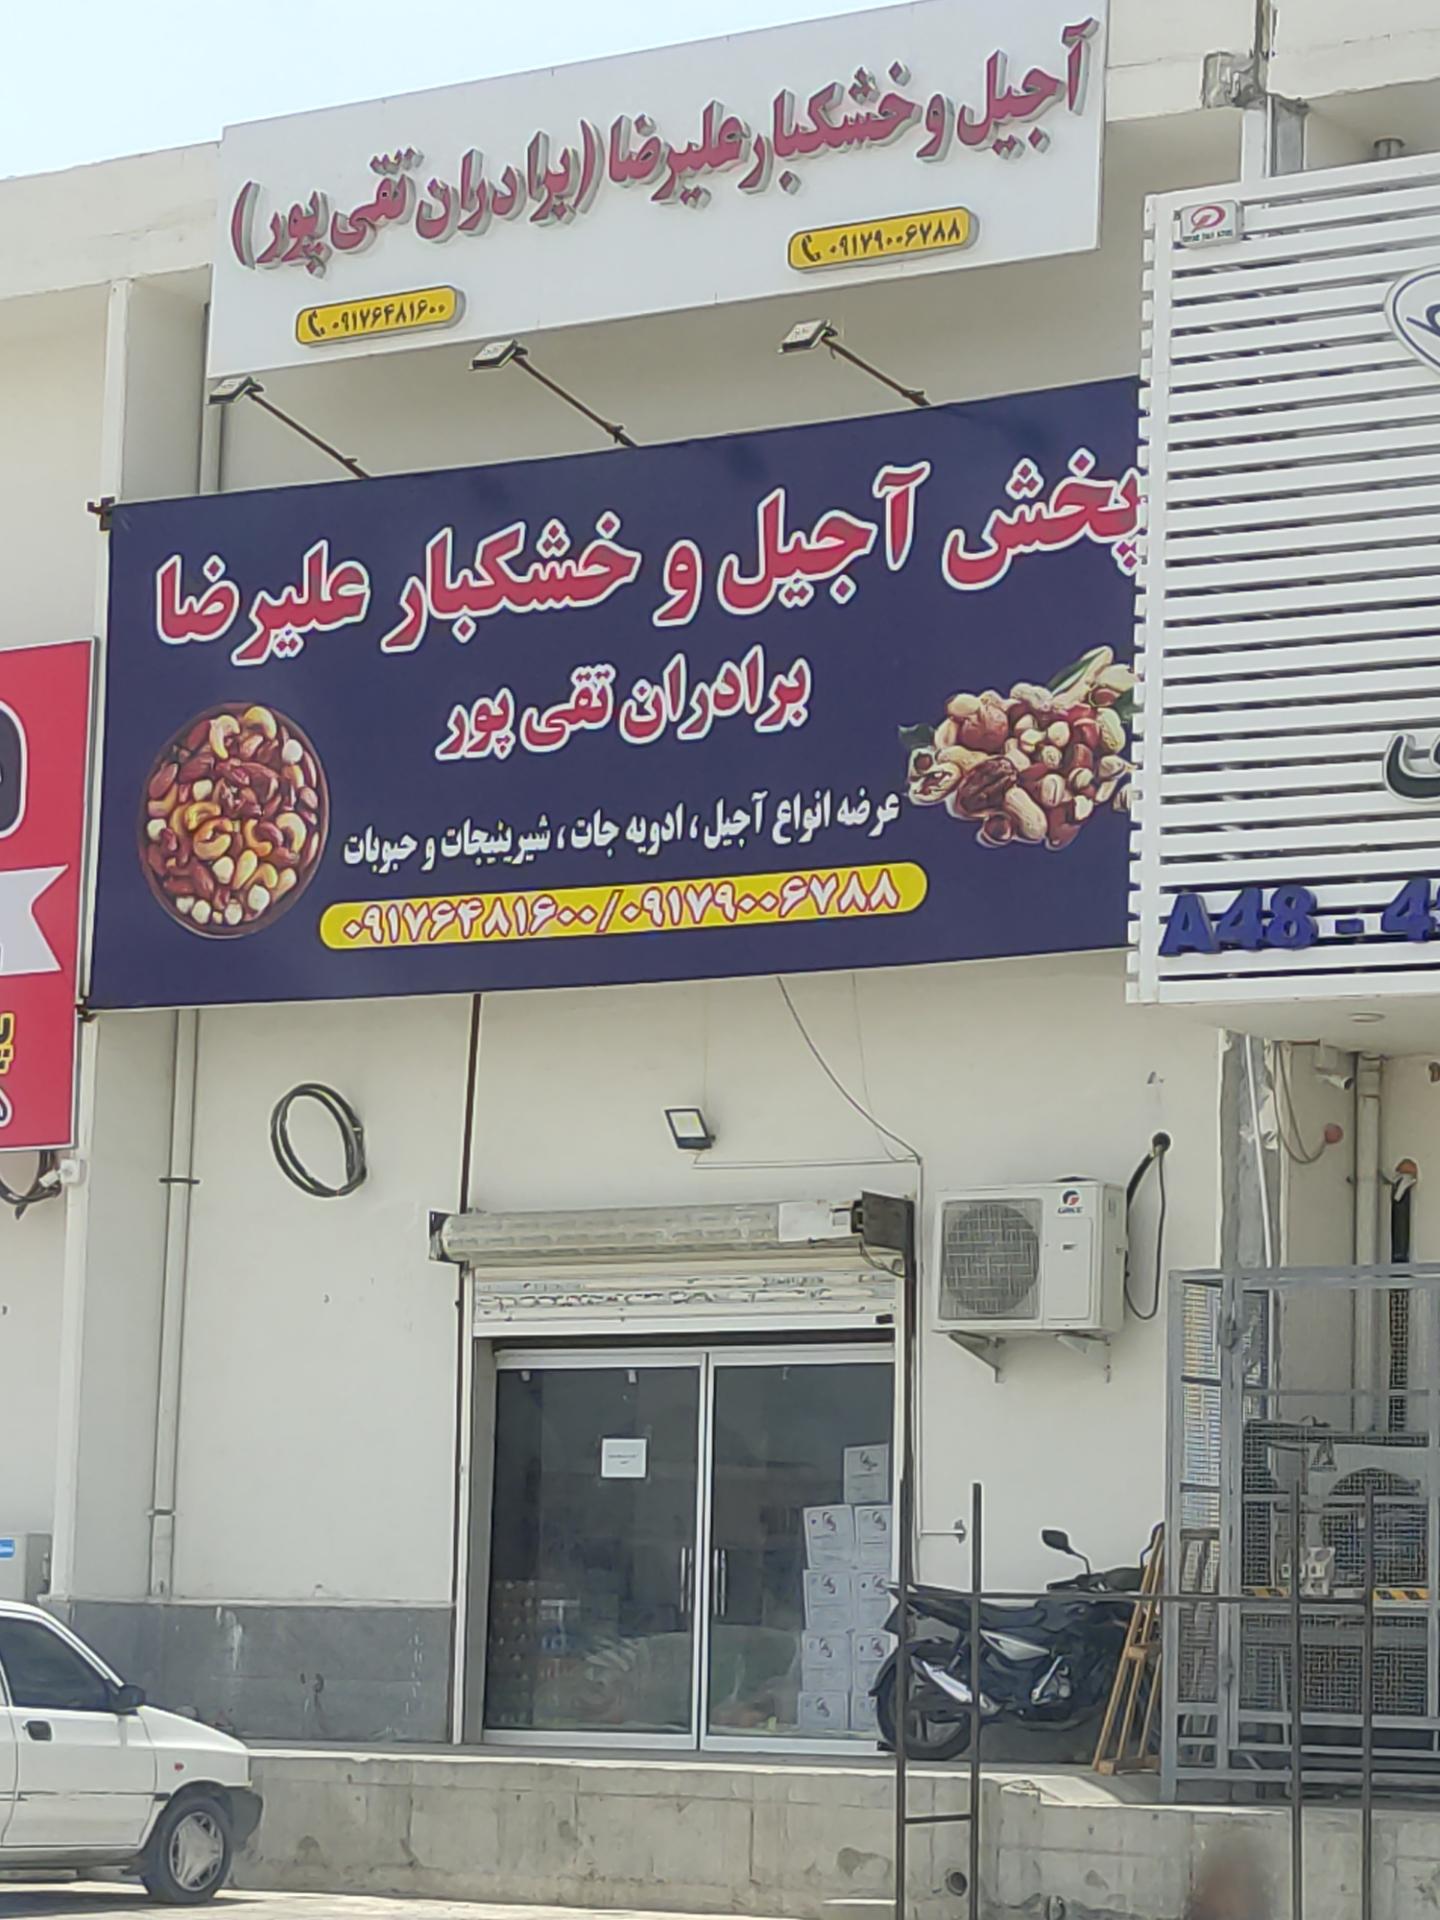 آجیل و خشکبار علیرضا (برادران تقی پور)
۰۹۱۷۹۰۰۶۷۸۸
۰۹۱۷۶۴۸۱۶۰۰
پخش آجیل و خشکبار علیرضا
برادران تقی پور
عرضه انواع آجیل ، ادویه جات ، شیرینیجات و حبوبات
۰۹۱۷۶۴۸۱۶۰۰/۰۹۱۷۹۰۰۶۷۸۸
A48 - 4
GREE